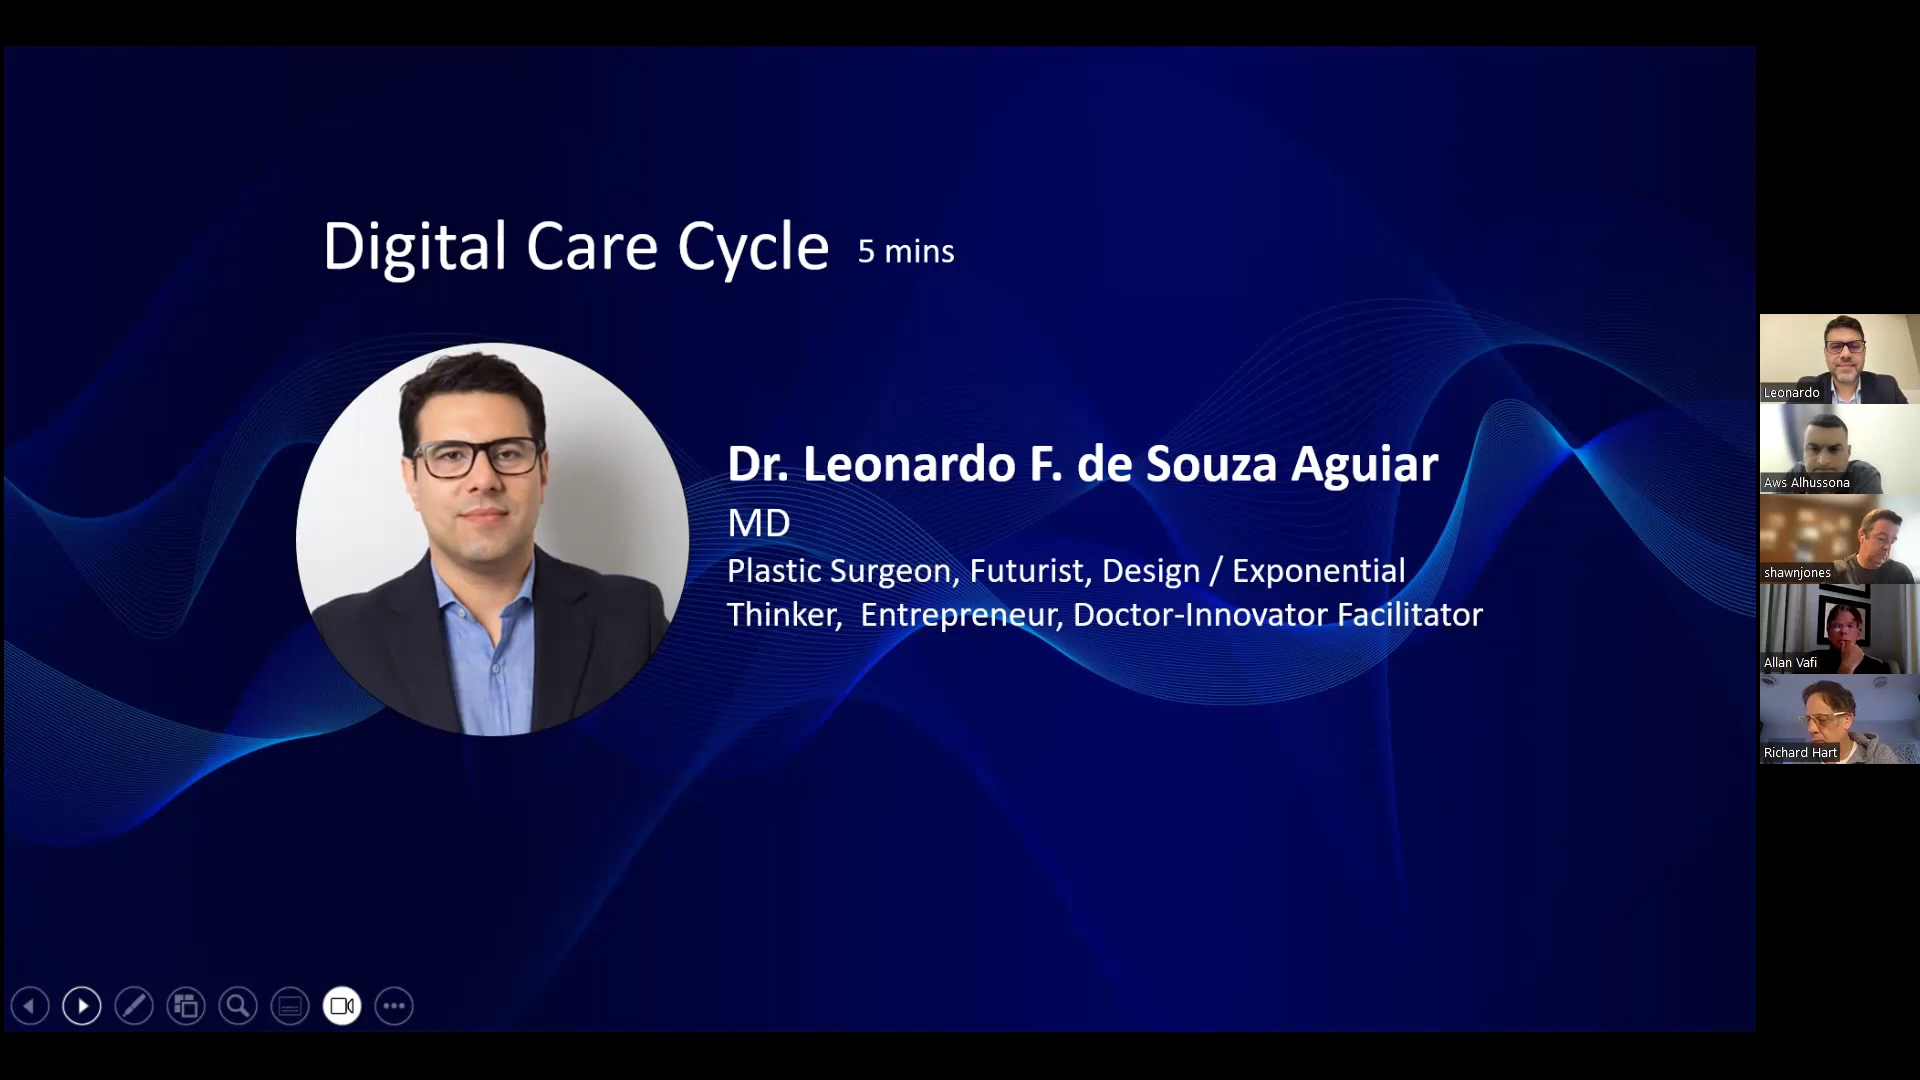 Digital Care Cycle 5 mins
Dr. Leonardo F. de Souza Aguiar
MD
Plastic Surgeon, Futurist, Design / Exponential
Thinker, Entrepreneur, Doctor-Innovator Facilitator
Leonardo
Aws Alhussona
shawnjones
Allan Vafi
Richard Hart